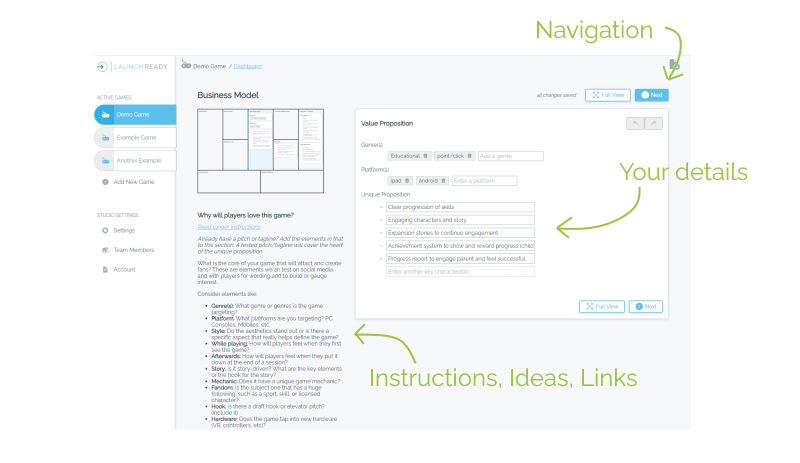 Navigation
LAUNCHREADY
Demo Game / Dashboard
ACTIVE GAMES
Demo Game
Example Game
Another Example
Add New Game
STUDIO SETTINGS
Settings
Team Members
Account
Business Model
all changes saved
Full View
Next
Why will players love this game?
Read longer instructions
Already have a pitch or tagline? Add the elements in that
to this section. A tested pitch/tagline will cover the heart
of the unique proposition.
What is the core of your game that will attact and create
fans? These are elements we an test on social media
and with players for wording and to build or gauge
interest.
Consider elements like:
Genre(s): What genre or genres is the game
targeting?
Platform: What platforms are you targeting? PC,
Consoles, Mobiles, etc.
Style: Do the aesthetics stand out or is there a
specific aspect that really helps define the game?
While playing: How will players feel when they first
see the game?
Afterwards: How will players feel when they put it
down at the end of a session?
Story: Is it story-driven? What are the key elements
or the hook for the story?
Mechanic: Does it have a unique game mechanic?
Fandom: Is the subject one that has a huge
following, such as a sport, skill, or licensed
character?
Hook: Is there a draft hook or elevator pitch?
(include it)
Hardware: Does the game tap into new hardware
(VR, controllers, etc)?
Value Proposition
Genre(s)
Educational
point/click
Add a genre
Platform(s)
ipad
android
Enter a platform
Unique Proposition
Clear progression of skills
Engaging characters and story
Expansion stories to continue engagement
Achievement system to show and reward progress (child
Progress report to engage parent and feel successful
Enter another key characteristic
Full View
Next
Your details
Instructions, Ideas, Links